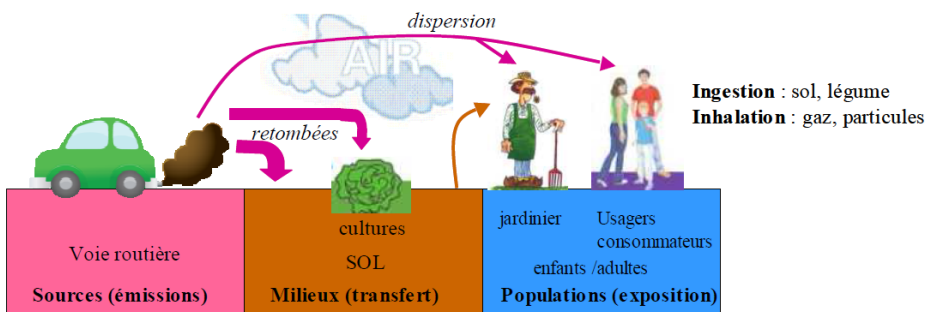 dispersion
AIR
retombées
Ingestion : sol, légume
Inhalation : gaz, particules
Voie routière
Sources (émissions)
cultures
SOL
Milieux (transfert)
jardinier
Usagers
consommateurs
enfants /adultes
Populations (exposition)